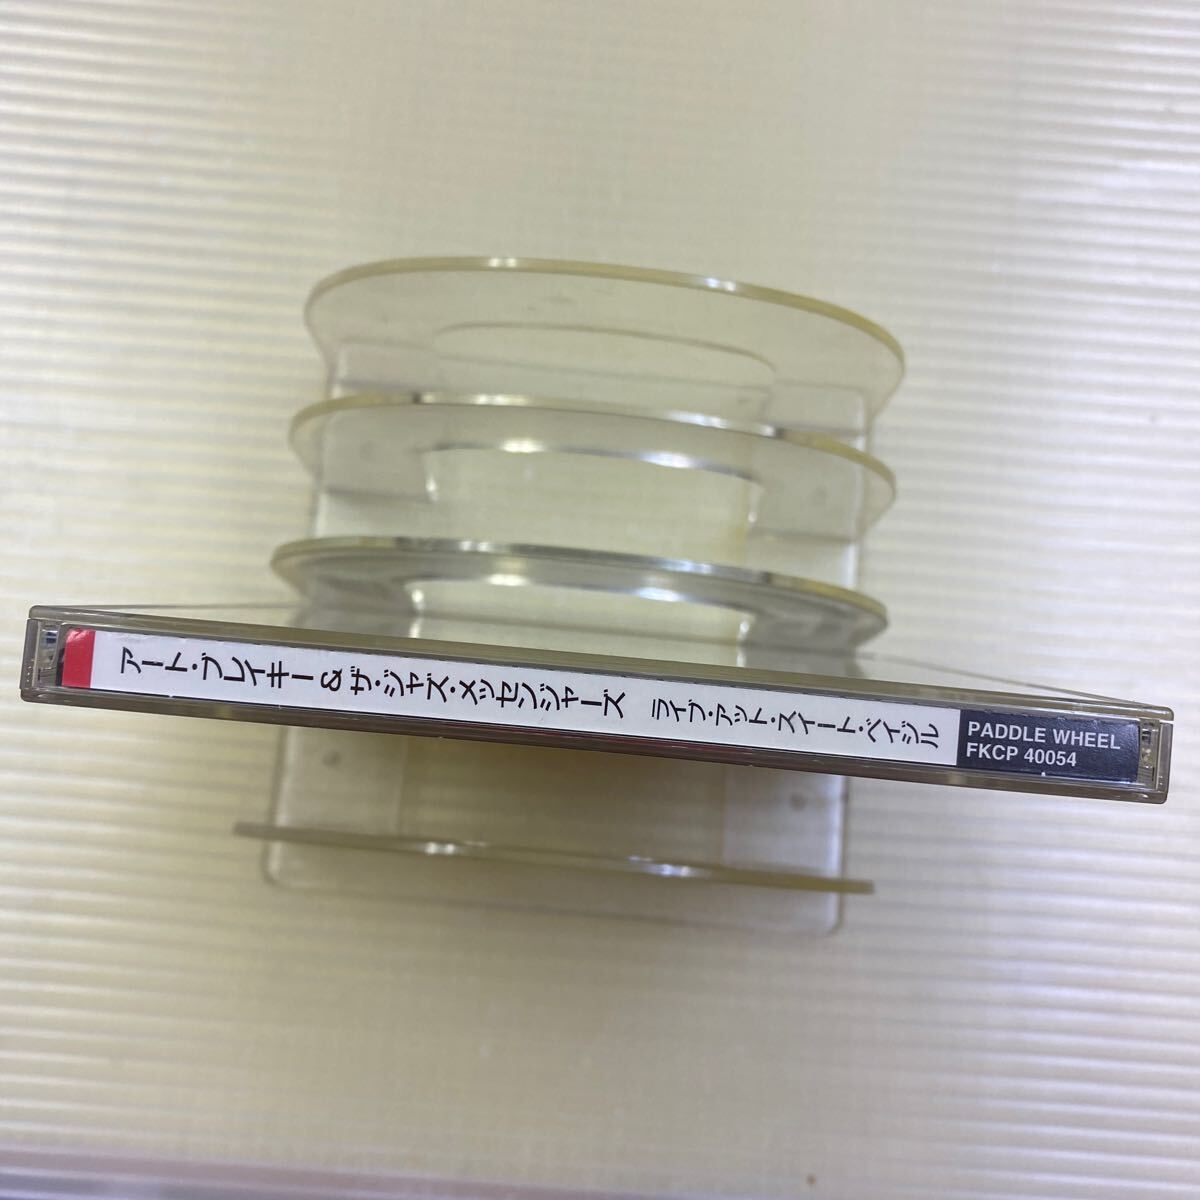 アート・ブレイキー&ザ・ジャズ・メッセンジャーズ ライブ・アット・スイート・ベイジル
PADDLE WHEEL
FKCP 40054